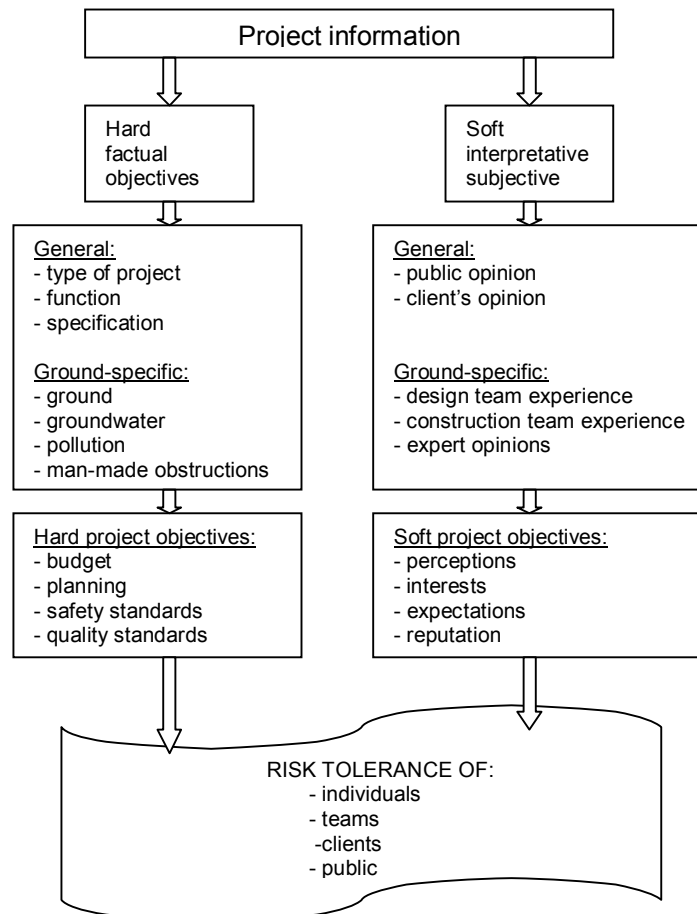 Project information
Hard
factual
objectives
Soft
interpretative
subjective
General:
- type of project
- function
- specification
Ground-specific:
- ground
- groundwater
- pollution
- man-made obstructions
General:
- public opinion
- client's opinion
Ground-specific:
- design team experience
- construction team experience
- expert opinions
Hard project objectives:
- budget
- planning
- safety standards
- quality standards
Soft project objectives:
- perceptions
- interests
- expectations
- reputation
RISK TOLERANCE OF:
- individuals
- teams
-clients
- public